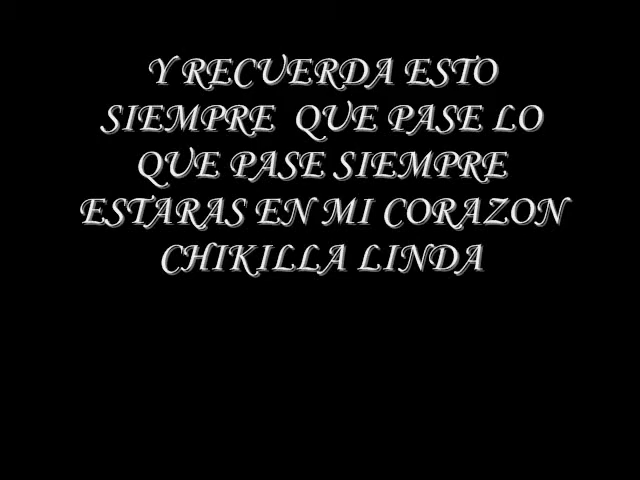 Y RECUERDA ESTO
SIEMPRE QUE PASE LO
QUE PASE SIEMPRE
ESTARAS EN MI CORAZON
CHIKILLA LINDA